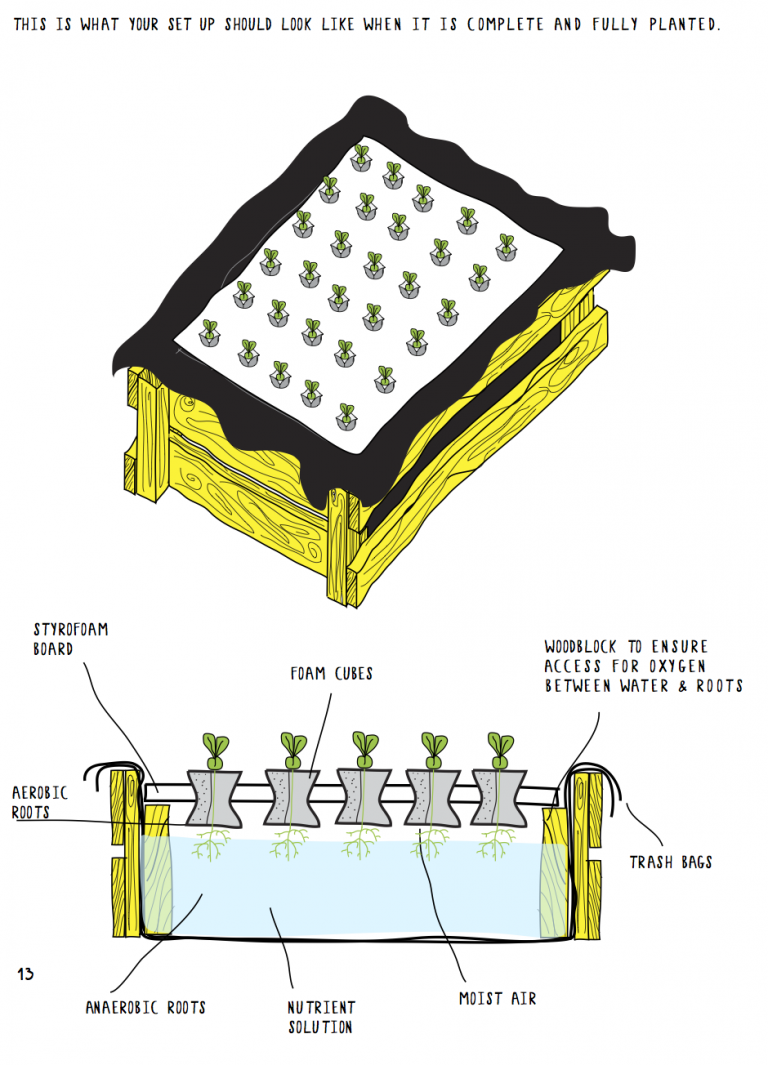 THIS IS WHAT YOUR SET UP SHOULD LOOK LIKE WHEN IT IS COMPLETE AND FULLY PLANTED.
STYROFOAM
BOARD
FOAM CUBES
WOODBLOCK TO ENSURE
ACCESS FOR OXYGEN
BETWEEN WATER & ROOTS
AEROBIC
ROOTS
TRASH BAGS
13
ANAEROBIC ROOTS
NUTRIENT
SOLUTION
MOIST AIR